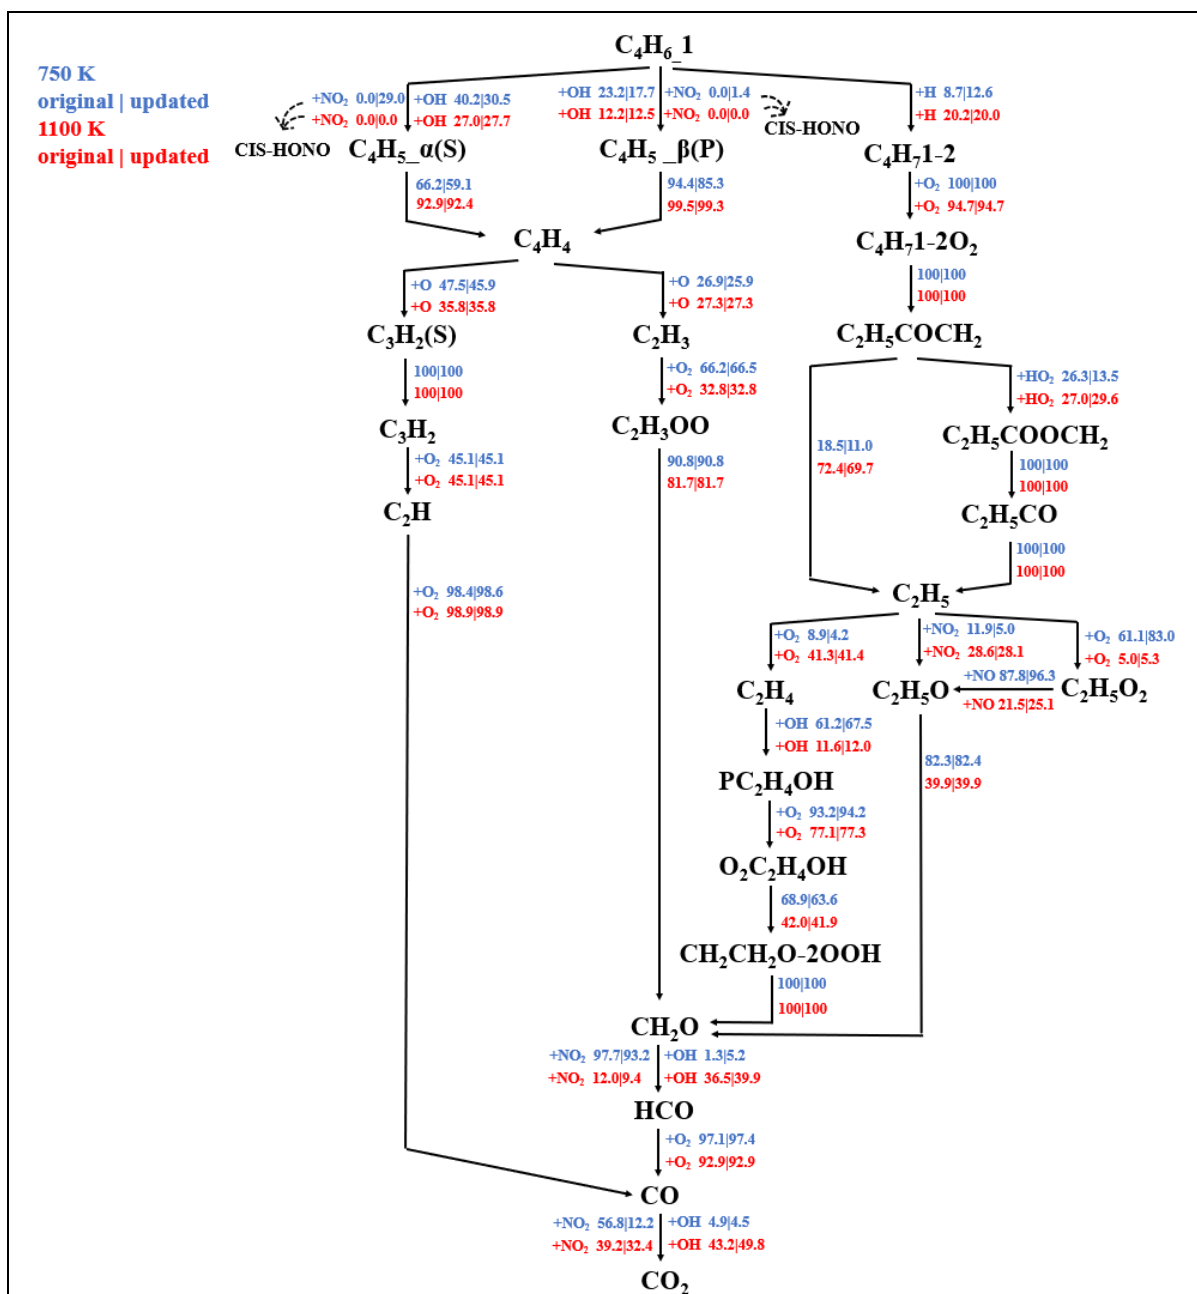 C₄H₆_1
750 K
original | updated
1100 K
original | updated
+NO₂ 0.0|29.0
+NO₂ 0.0|0.0
+OH 40.2|30.5
+OH 27.0|27.7
+OH 23.2|17.7
+OH 12.2|12.5
+NO₂ 0.0|1.4
+NO₂ 0.0|0.0
+H 8.7|12.6
+H 20.2|20.0
CIS-HONO
CIS-HONO
C₄H₅_α(S)
C₄H₅_β(P)
C₄H₇1-2
66.2|59.1
92.9|92.4
94.4|85.3
99.5|99.3
+O₂ 100|100
+O₂ 94.7|94.7
C₄H₄
C₄H₇1-2O₂
+O 47.5|45.9
+O 35.8|35.8
+O 26.9|25.9
+O 27.3|27.3
100|100
100|100
C₃H₂(S)
C₂H₃
C₂H₅COCH₂
100|100
100|100
+O₂ 66.2|66.5
+O₂ 32.8|32.8
+HO₂ 26.3|13.5
+HO₂ 27.0|29.6
C₃H₂
C₂H₃OO
C₂H₅COOCH₂
+O₂ 45.1|45.1
+O₂ 45.1|45.1
90.8|90.8
81.7|81.7
18.5|11.0
72.4|69.7
100|100
100|100
C₂H
C₂H₅CO
100|100
100|100
+O₂ 98.4|98.6
+O₂ 98.9|98.9
C₂H₅
+O₂ 8.9|4.2
+O₂ 41.3|41.4
+NO₂ 11.9|5.0
+NO₂ 28.6|28.1
+O₂ 61.1|83.0
+O₂ 5.0|5.3
C₂H₄
C₂H₅O
+NO 87.8|96.3
+NO 21.5|25.1
C₂H₅O₂
+OH 61.2|67.5
+OH 11.6|12.0
82.3|82.4
39.9|39.9
PC₂H₄OH
+O₂ 93.2|94.2
+O₂ 77.1|77.3
O₂C₂H₄OH
68.9|63.6
42.0|41.9
CH₂CH₂O-2OOH
100|100
100|100
CH₂O
+NO₂ 97.7|93.2
+NO₂ 12.0|9.4
+OH 1.3|5.2
+OH 36.5|39.9
HCO
+O₂ 97.1|97.4
+O₂ 92.9|92.9
CO
+NO₂ 56.8|12.2
+NO₂ 39.2|32.4
+OH 4.9|4.5
+OH 43.2|49.8
CO₂